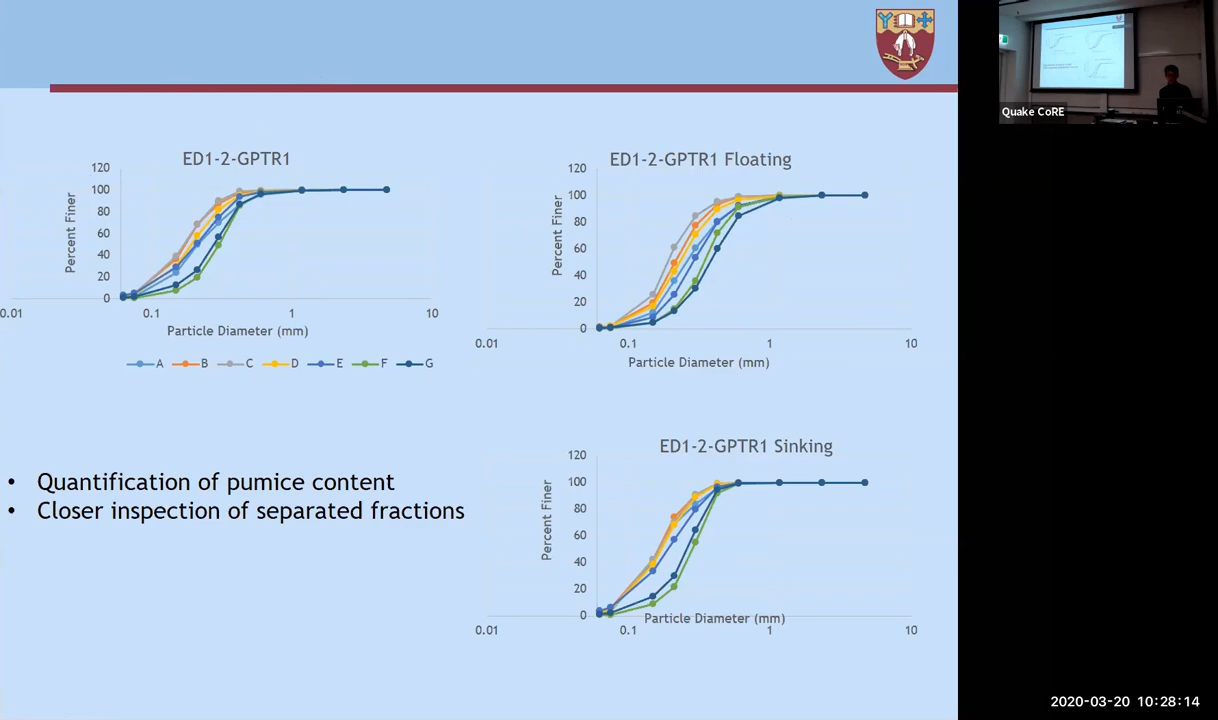 Quake CoRE
ED1-2-GPTR1
120
100
80
60
40
20
0
Percent Finer
0.01
0.1
1
10
Particle Diameter (mm)
A B C D E F G
ED1-2-GPTR1 Floating
120
100
80
60
40
20
0
Percent Finer
0.01
0.1
1
10
Particle Diameter (mm)
• Quantification of pumice content
• Closer inspection of separated fractions
ED1-2-GPTR1 Sinking
120
100
80
60
40
20
0
Percent Finer
Particle Diameter (mm)
0.01
0.1
1
10
2020-03-20 10:28:14